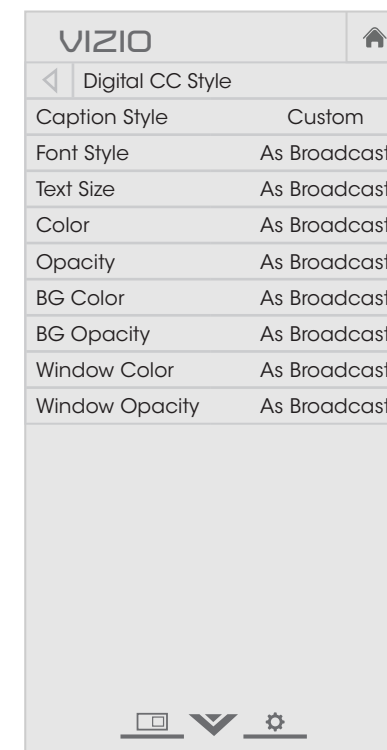 VIZIO
Digital CC Style
Caption Style Custom
Font Style As Broadcast
Text Size As Broadcast
Color As Broadcast
Opacity As Broadcast
BG Color As Broadcast
BG Opacity As Broadcast
Window Color As Broadcast
Window Opacity As Broadcast